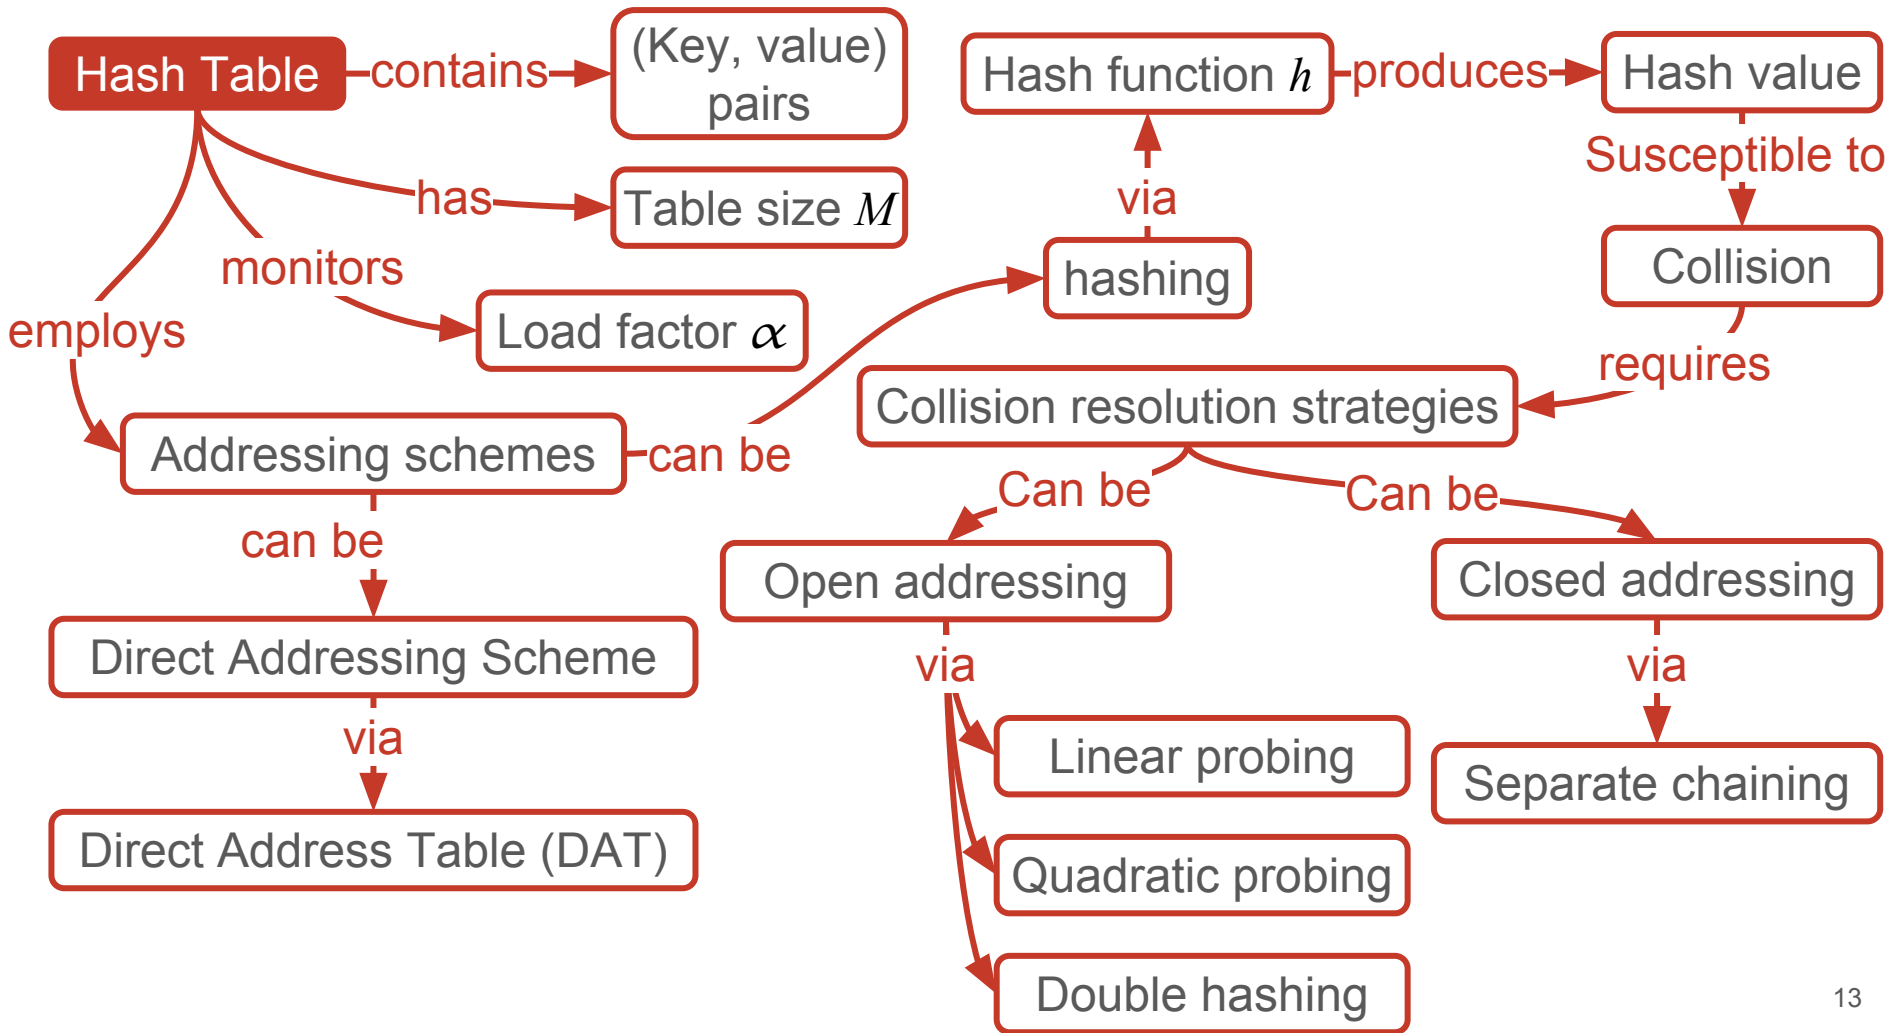 Hash Table
contains
(Key, value)
pairs
has
Table size M
monitors
Load factor ∝
employs
Addressing schemes
can be
Direct Addressing Scheme
via
Direct Address Table (DAT)
can be
hashing
via
Hash function h
produces
Hash value
Susceptible to
Collision
requires
Collision resolution strategies
Can be
Open addressing
via
Linear probing
Quadratic probing
Double hashing
Can be
Closed addressing
via
Separate chaining
13